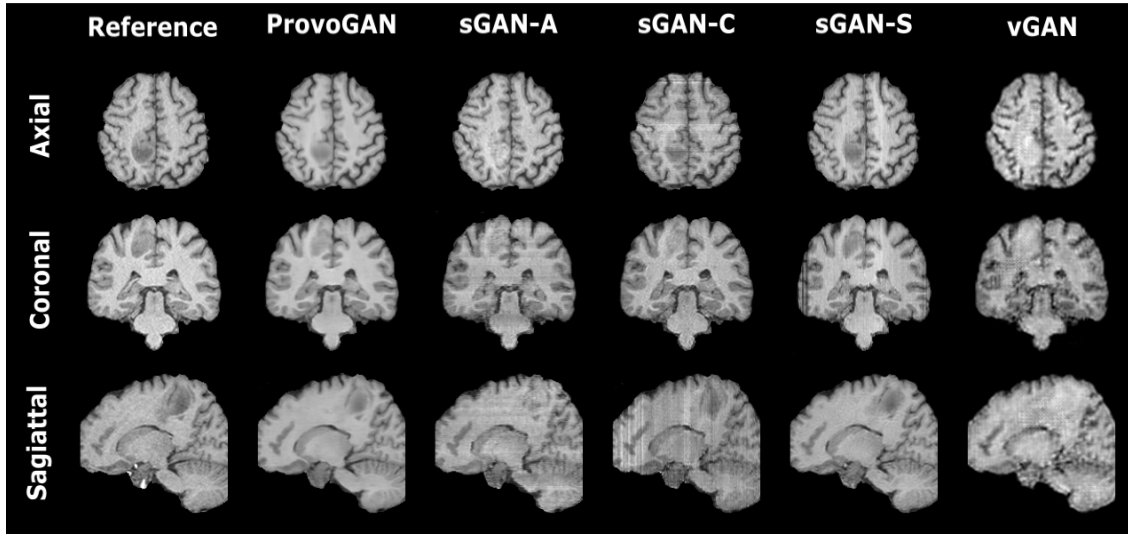 Reference ProvoGAN sGAN-A sGAN-C sGAN-S vGAN
Axial
Coronal
Sagiattal